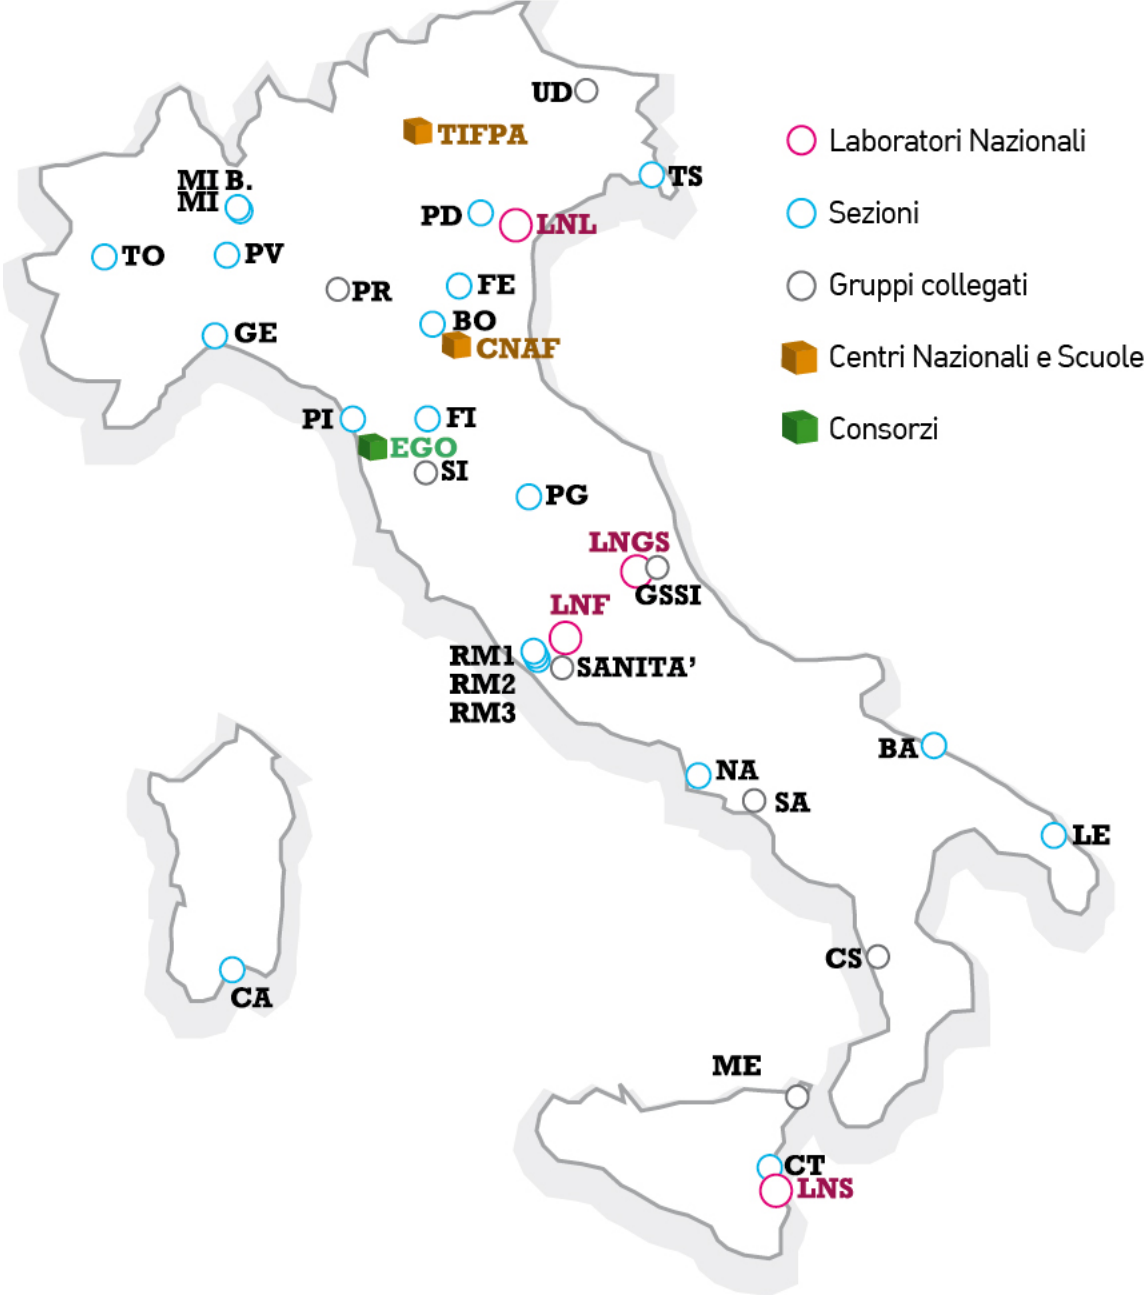 UD
TIFPA
TS
MI B.
MI
PD
LNL
TO
PV
PR
FE
BO
GE
CNAF
PI
FI
EGO
SI
PG
LNGS
GSSI
LNF
RM1
SANITA’
RM2
RM3
BA
NA
SA
LE
CS
CA
ME
CT
LNS
Laboratori Nazionali
Sezioni
Gruppi collegati
Centri Nazionali e Scuole
Consorzi